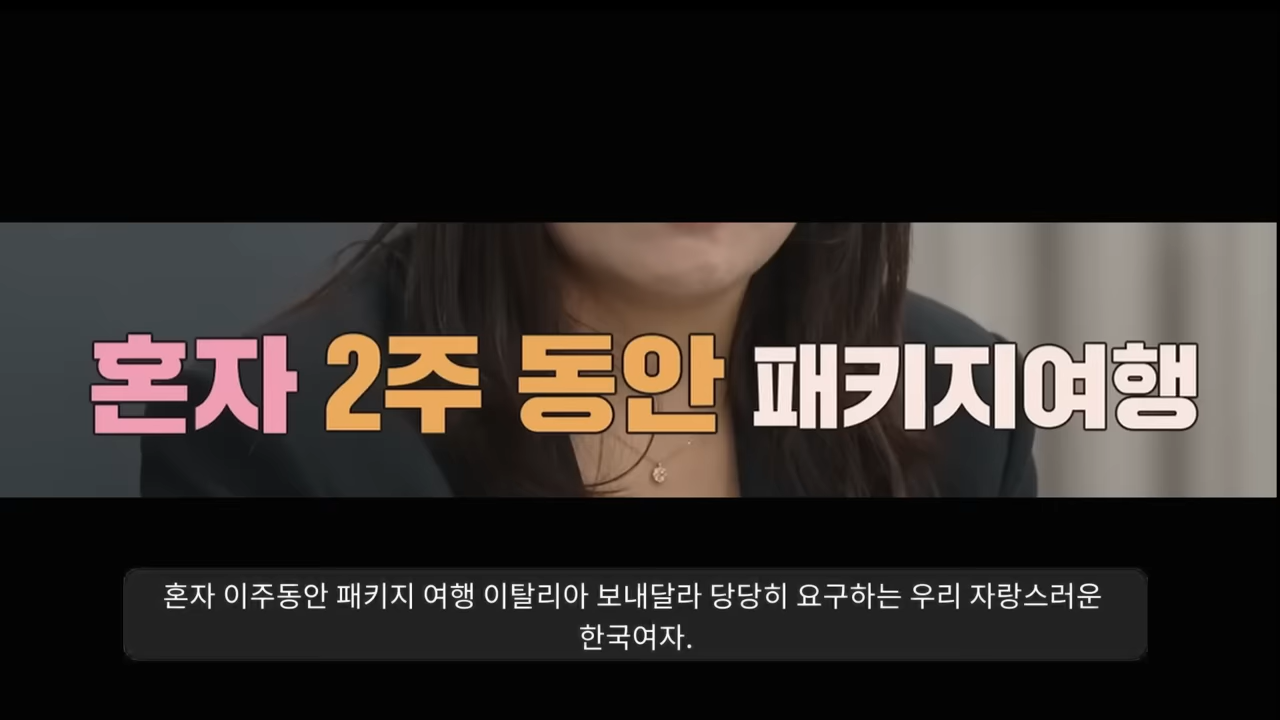 혼자 2주 동안 패키지여행
혼자 이주동안 패키지 여행 이탈리아 보내달라 당당히 요구하는 우리 자랑스러운
한국여자.